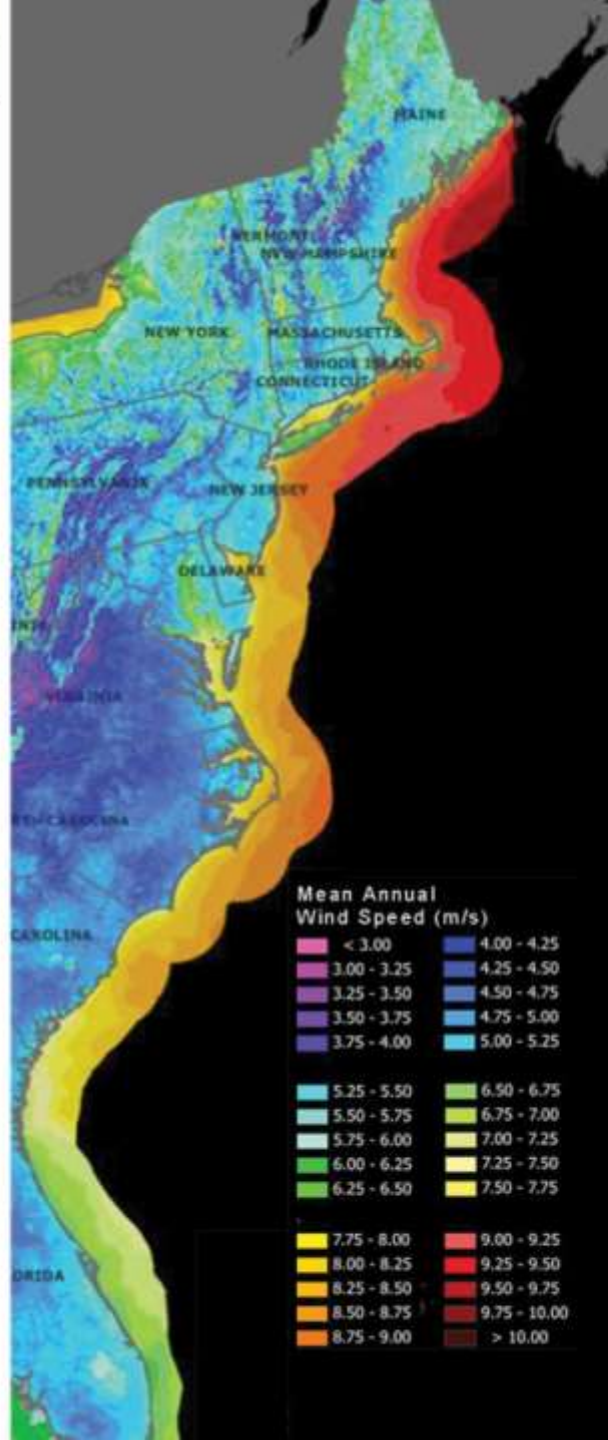 MAINE
VERMONT
NEW HAMPSHIRE
NEW YORK
MASSACHUSETTS
RHODE ISLAND
CONNECTICUT
PENNSYLVANIA
NEW JERSEY
DELAWARE
VIRGINIA
TH CAROLINA
CAROLINA
ORIDA
Mean Annual
Wind Speed (m/s)
< 3.00
3.00 - 3.25
3.25 - 3.50
3.50 - 3.75
3.75 - 4.00
4.00 - 4.25
4.25 - 4.50
4.50 - 4.75
4.75 - 5.00
5.00 - 5.25
5.25 - 5.50
5.50 - 5.75
5.75 - 6.00
6.00 - 6.25
6.25 - 6.50
6.50 - 6.75
6.75 - 7.00
7.00 - 7.25
7.25 - 7.50
7.50 - 7.75
7.75 - 8.00
8.00 - 8.25
8.25 - 8.50
8.50 - 8.75
8.75 - 9.00
9.00 - 9.25
9.25 - 9.50
9.50 - 9.75
9.75 - 10.00
> 10.00